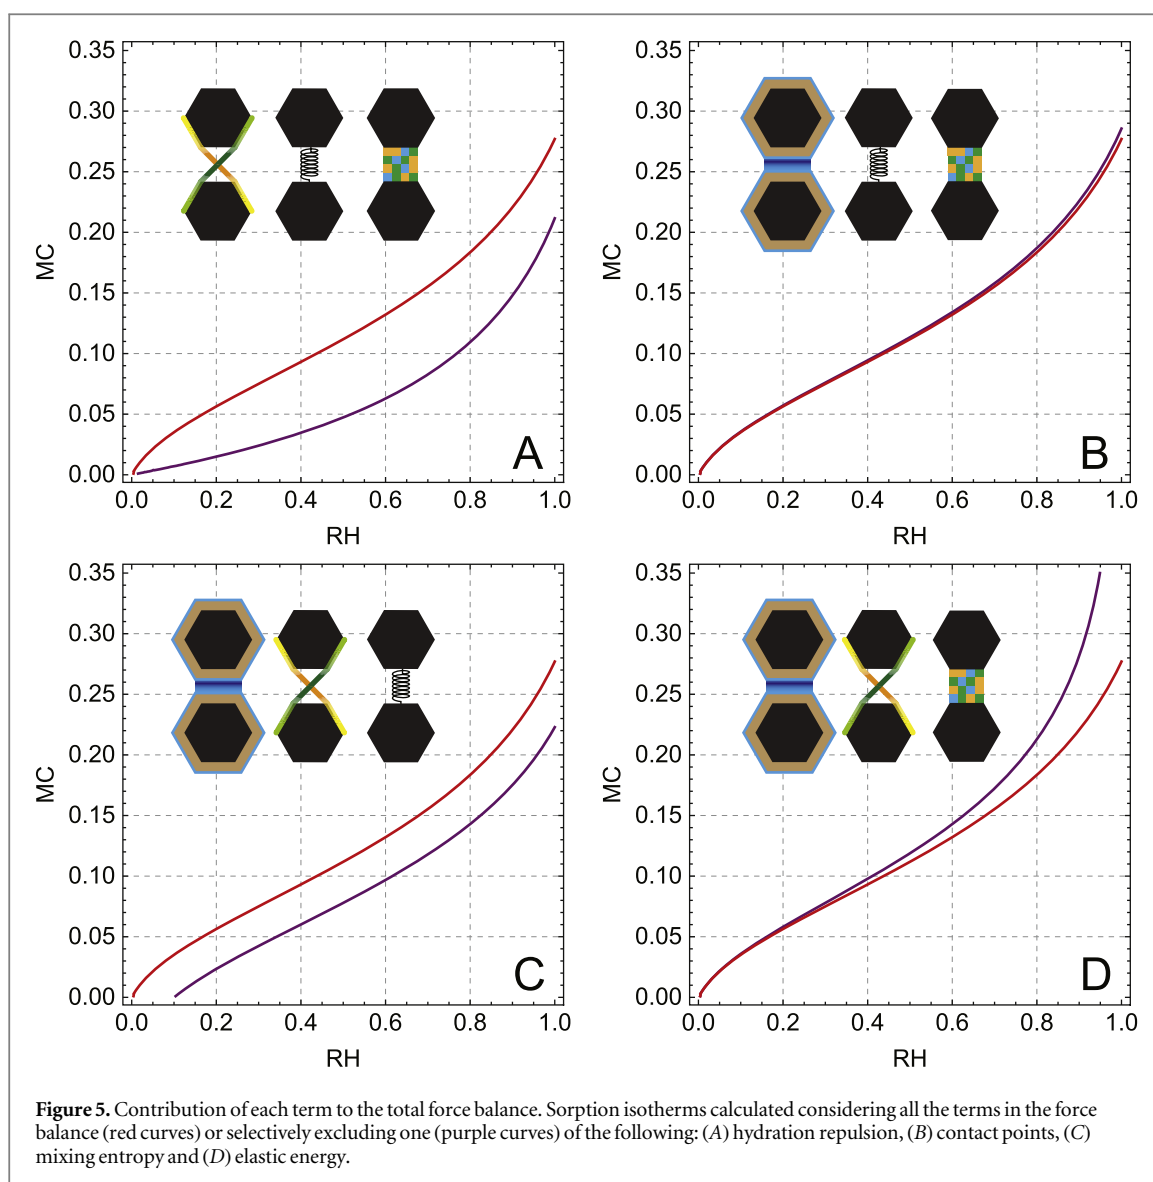 0.35
0.30
0.25
0.20
0.15
0.10
0.05
0.00
MC
0.0 0.2 0.4 0.6 0.8 1.0
RH
A
0.35
0.30
0.25
0.20
0.15
0.10
0.05
0.00
MC
0.0 0.2 0.4 0.6 0.8 1.0
RH
B
0.35
0.30
0.25
0.20
0.15
0.10
0.05
0.00
MC
0.0 0.2 0.4 0.6 0.8 1.0
RH
C
0.35
0.30
0.25
0.20
0.15
0.10
0.05
0.00
MC
0.0 0.2 0.4 0.6 0.8 1.0
RH
D
Figure 5. Contribution of each term to the total force balance. Sorption isotherms calculated considering all the terms in the force
balance (red curves) or selectively excluding one (purple curves) of the following: (A) hydration repulsion, (B) contact points, (C)
mixing entropy and (D) elastic energy.